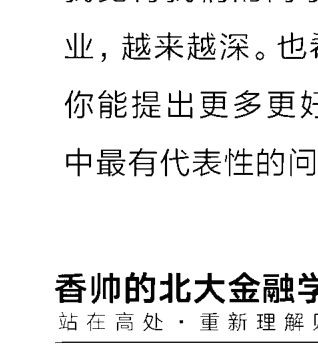 业，越来越深。也
你能提出更多更好
中最有代表性的问
香帅的北大金融学
站在高处·重新理解